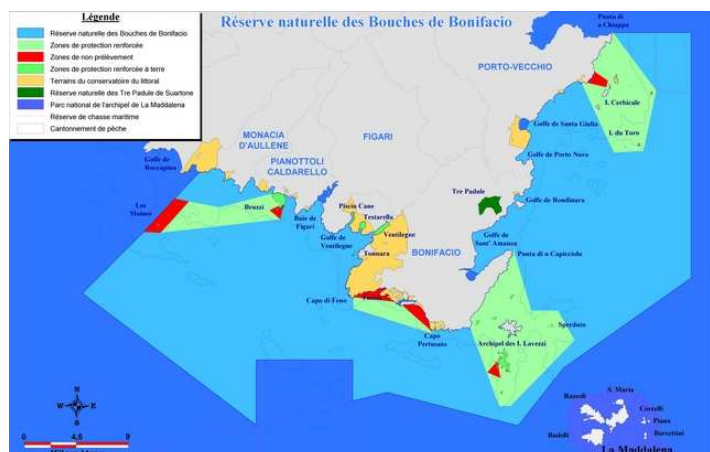 Légende
Réserve naturelle des Bouches de Bonifacio
Zones de protection renforcée
Zones de non prélèvement
Zones de protection renforcée à terre
Terrains du conservatoire du littoral
Réserve naturelle des Tre Padule de Suartone
Parc national de l'archipel de La Maddalena
Réserve de chasse maritime
Cantonnement de pêche
Réserve naturelle des Bouches de Bonifacio
Punta di
a Chiappa
PORTO-VECCHIO
I. Cerbicale
I. du Toro
Golfe de Santa Giulia
Golfe de Porto Novo
Golfe de Rondinara
Tre Padule
Golfe de
Sant' Amanza
MONACIA
D'AULLENE
FIGARI
PIANOTTOLI
CALDARELLO
Golfe de
Roccapina
Les
Moines
Bruzzi
Baie de
Figari
Piscio Cane
Testarella
Ventilegne
Golfe de
Ventilegne
Tonnara
BONIFACIO
Punta di u Capicciolu
Capo di Feno
Capo
Pertusato
Sperduto
Archipel des I. Lavezzi
N
W
E
S
0
4,5
9
Razzoli
S. Maria
Budelli
Corcelli
Piana
Barrettini
La Maddalena